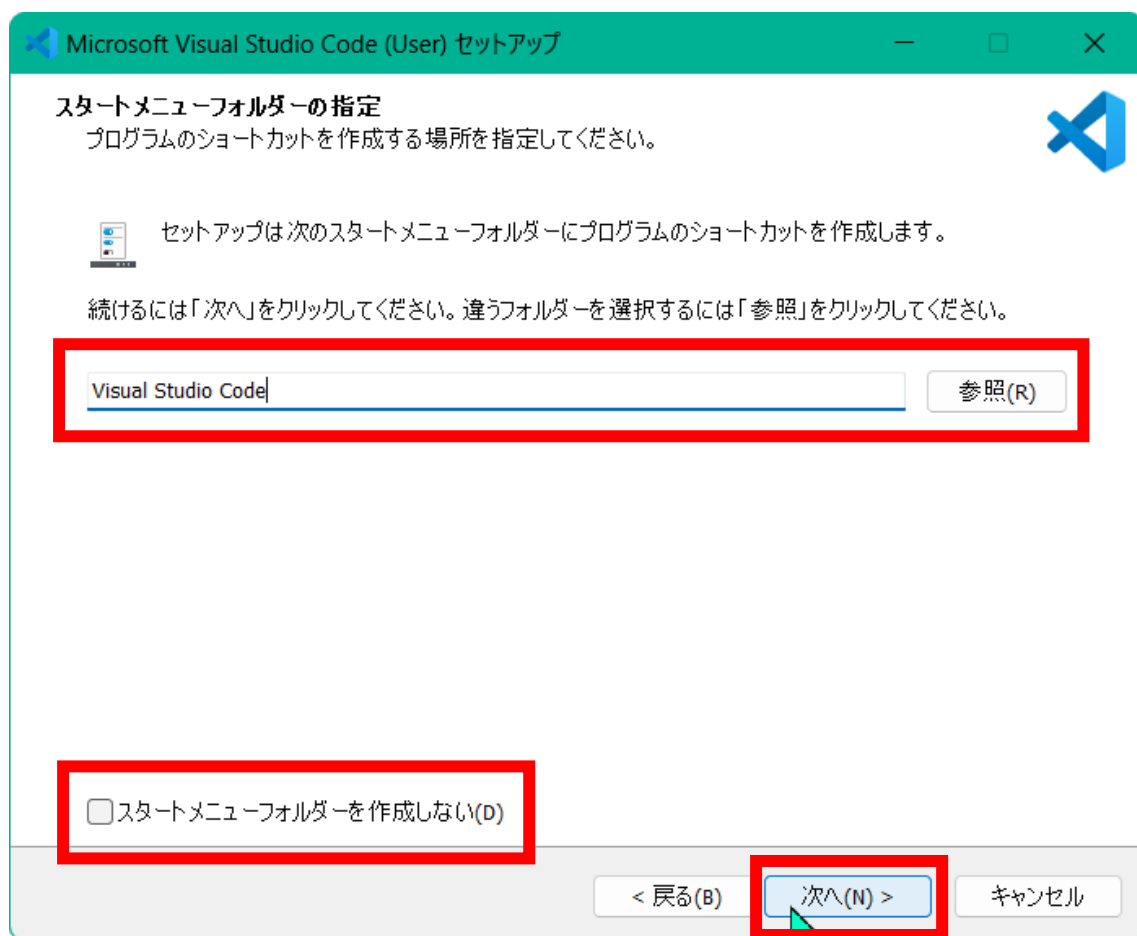 Microsoft Visual Studio Code (User) セットアップ
スタートメニューフォルダーの指定
プログラムのショートカットを作成する場所を指定してください。
セットアップは次のスタートメニューフォルダーにプログラムのショートカットを作成します。
続けるには「次へ」をクリックしてください。違うフォルダーを選択するには「参照」をクリックしてください。
Visual Studio Code
参照(R)
スタートメニューフォルダーを作成しない(D)
< 戻る(B)
次へ(N) >
キャンセル